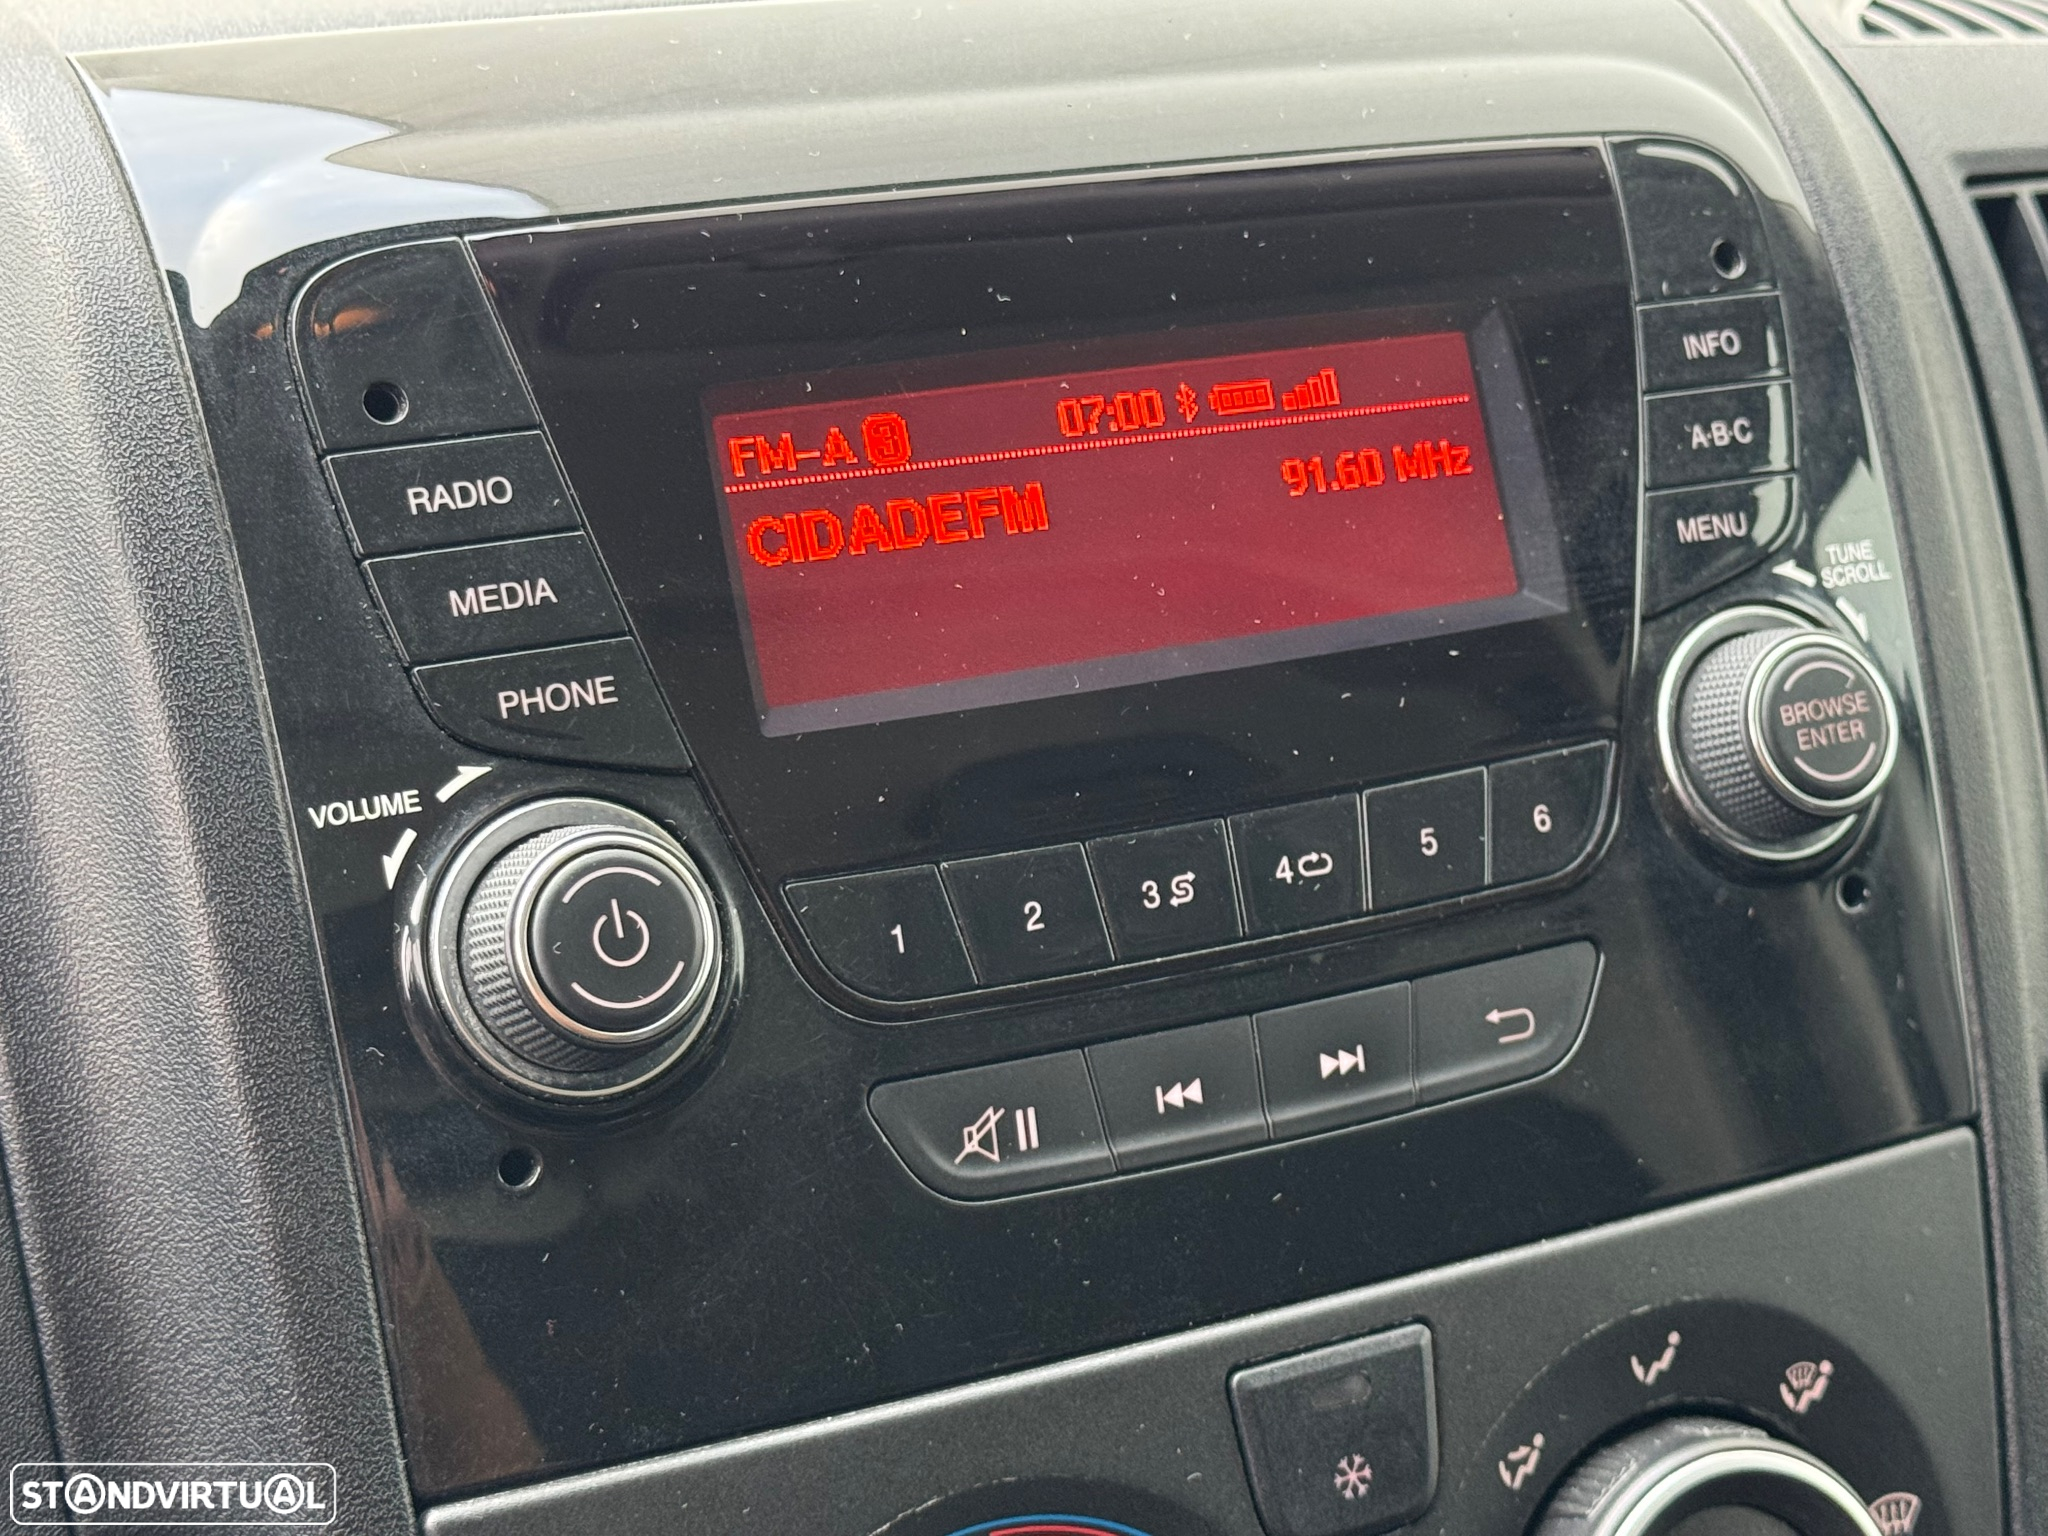 FM-A 3 07:00
CIDADEFM 91.60 MHz
RADIO
MEDIA
PHONE
VOLUME
INFO
A·B·C
MENU
TUNE
SCROLL
BROWSE
ENTER
1 2 3 4 5 6
STANDVIRTUAL